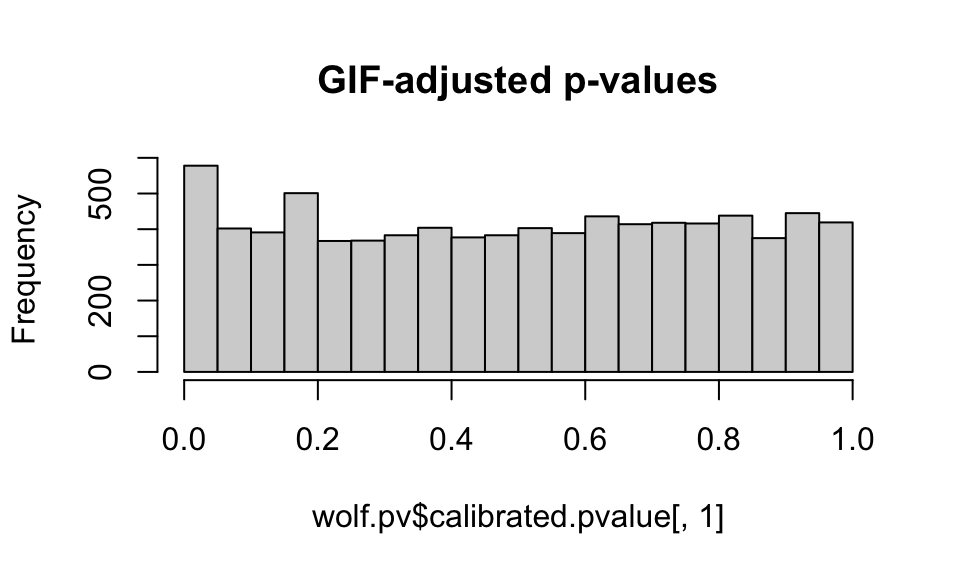 GIF-adjusted p-values
Frequency
500
200
0
0.0 0.2 0.4 0.6 0.8 1.0
wolf.pv$calibrated.pvalue[, 1]